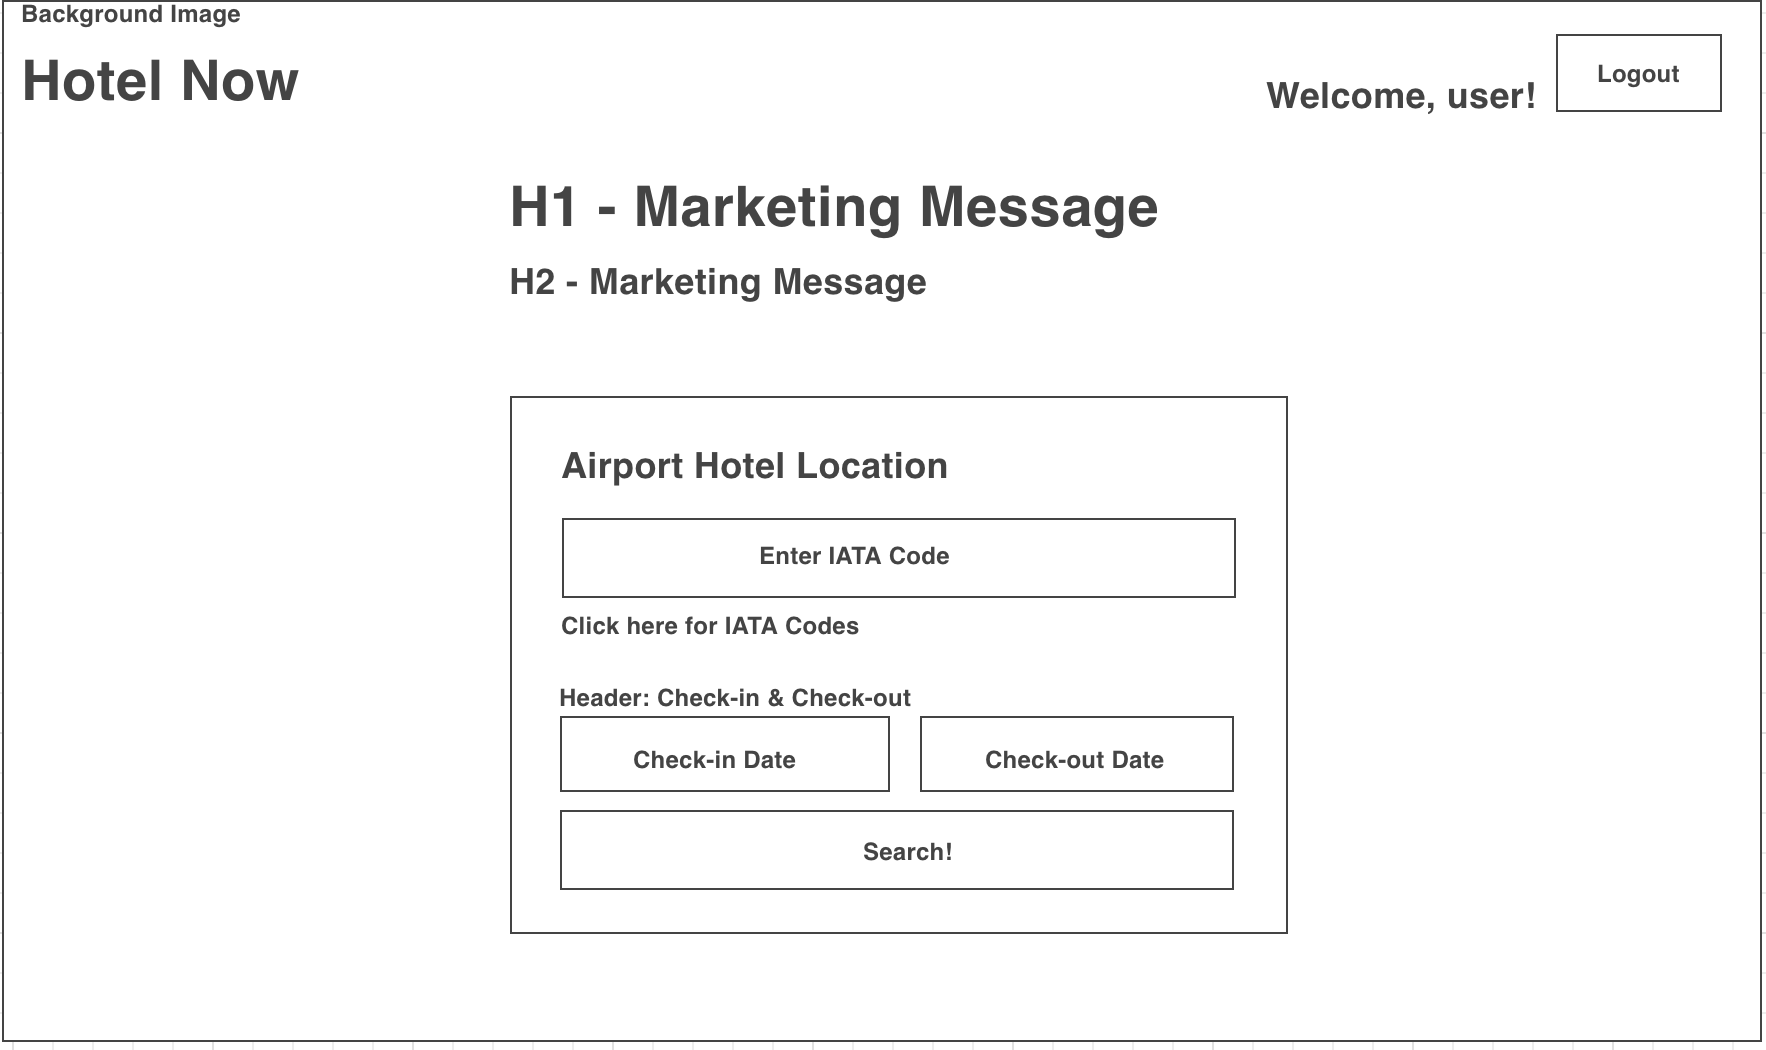 Background Image
Hotel Now
Welcome, user!
Logout
H1 - Marketing Message
H2 - Marketing Message
Airport Hotel Location
Enter IATA Code
Click here for IATA Codes
Header: Check-in & Check-out
Check-in Date
Check-out Date
Search!